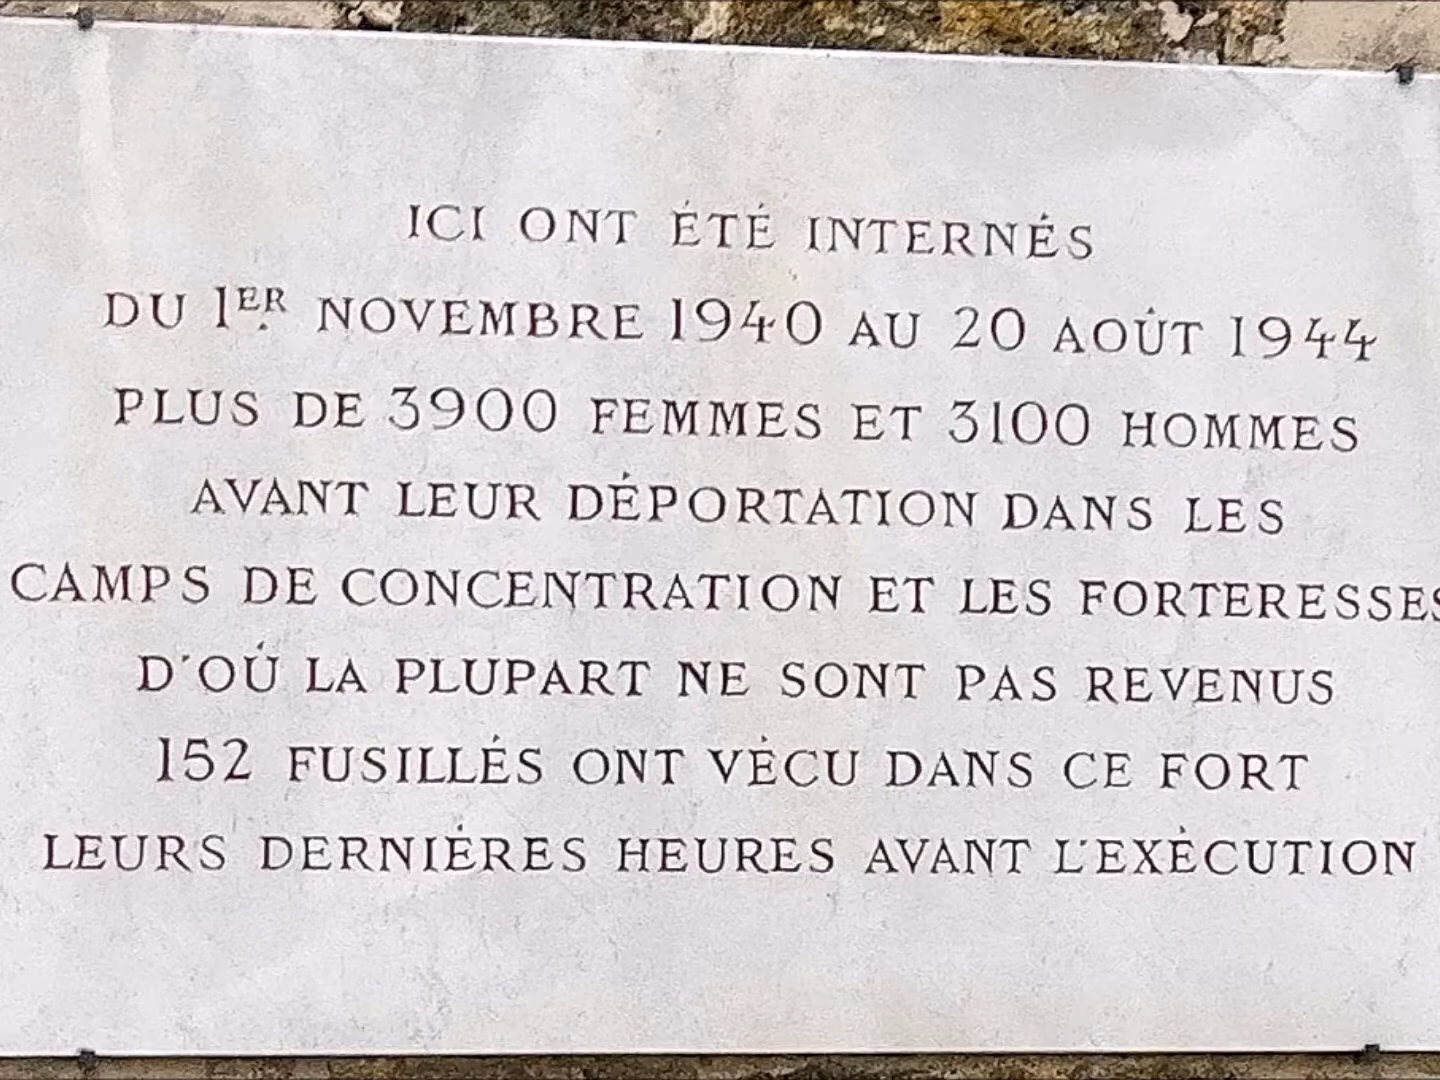 ICI ONT ÉTÉ INTERNÉS
DU 1ER NOVEMBRE 1940 AU 20 AOÛT 1944
PLUS DE 3900 FEMMES ET 3100 HOMMES
AVANT LEUR DÉPORTATION DANS LES
CAMPS DE CONCENTRATION ET LES FORTERESSES
D'OÙ LA PLUPART NE SONT PAS REVENUS
152 FUSILLÉS ONT VÉCU DANS CE FORT
LEURS DERNIÈRES HEURES AVANT L'EXÉCUTION